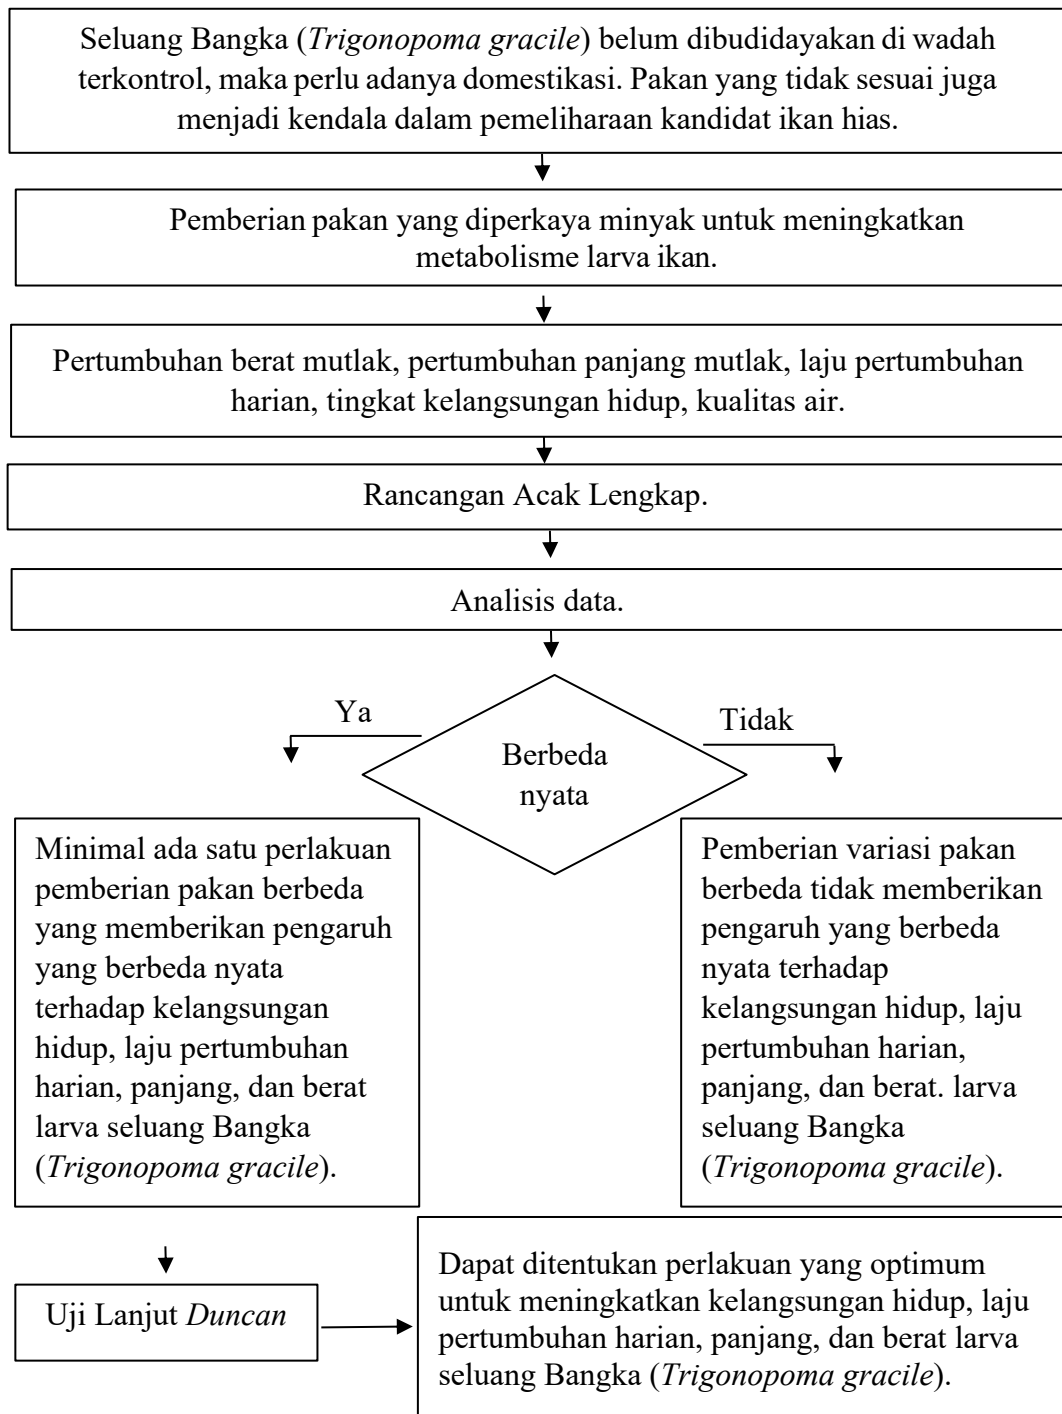 Seluang Bangka (Trigonopoma gracile) belum dibudidayakan di wadah
terkontrol, maka perlu adanya domestikasi. Pakan yang tidak sesuai juga
menjadi kendala dalam pemeliharaan kandidat ikan hias.
Pemberian pakan yang diperkaya minyak untuk meningkatkan
metabolisme larva ikan.
Pertumbuhan berat mutlak, pertumbuhan panjang mutlak, laju pertumbuhan
harian, tingkat kelangsungan hidup, kualitas air.
Rancangan Acak Lengkap.
Analisis data.
Ya
Tidak
Berbeda
nyata
Minimal ada satu perlakuan
pemberian pakan berbeda
yang memberikan pengaruh
yang berbeda nyata
terhadap kelangsungan
hidup, laju pertumbuhan
harian, panjang, dan berat
larva seluang Bangka
(Trigonopoma gracile).
Pemberian variasi pakan
berbeda tidak memberikan
pengaruh yang berbeda
nyata terhadap
kelangsungan hidup, laju
pertumbuhan harian,
panjang, dan berat. larva
seluang Bangka
(Trigonopoma gracile).
Uji Lanjut Duncan
Dapat ditentukan perlakuan yang optimum
untuk meningkatkan kelangsungan hidup, laju
pertumbuhan harian, panjang, dan berat larva
seluang Bangka (Trigonopoma gracile).